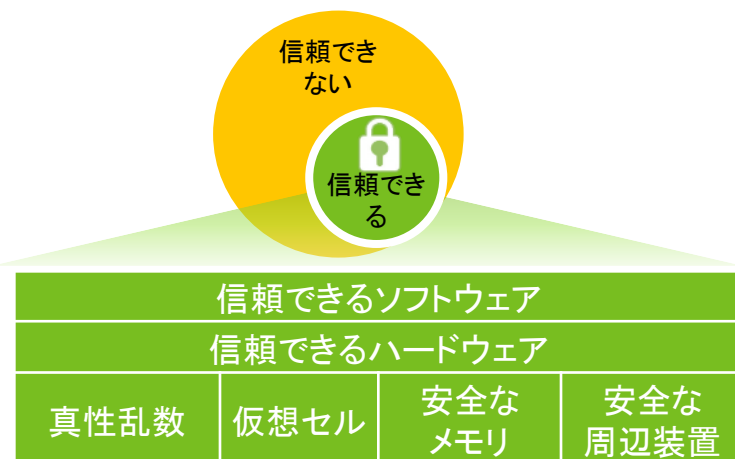 信頼でき
ない
信頼でき
る
信頼できるソフトウェア
信頼できるハードウェア
真性乱数
仮想セル
安全な
メモリ
安全な
周辺装置